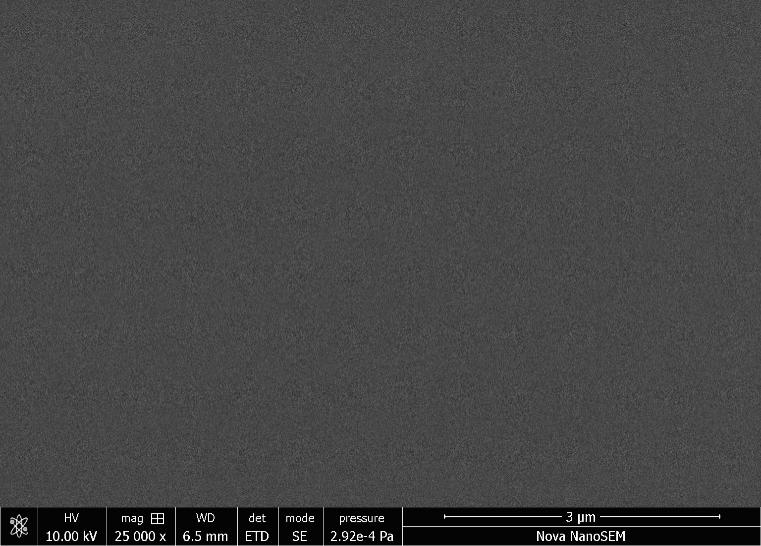 HV mag WD det mode pressure 3 µm
10.00 kV 25 000 x 6.5 mm ETD SE 2.92e-4 Pa Nova NanoSEM